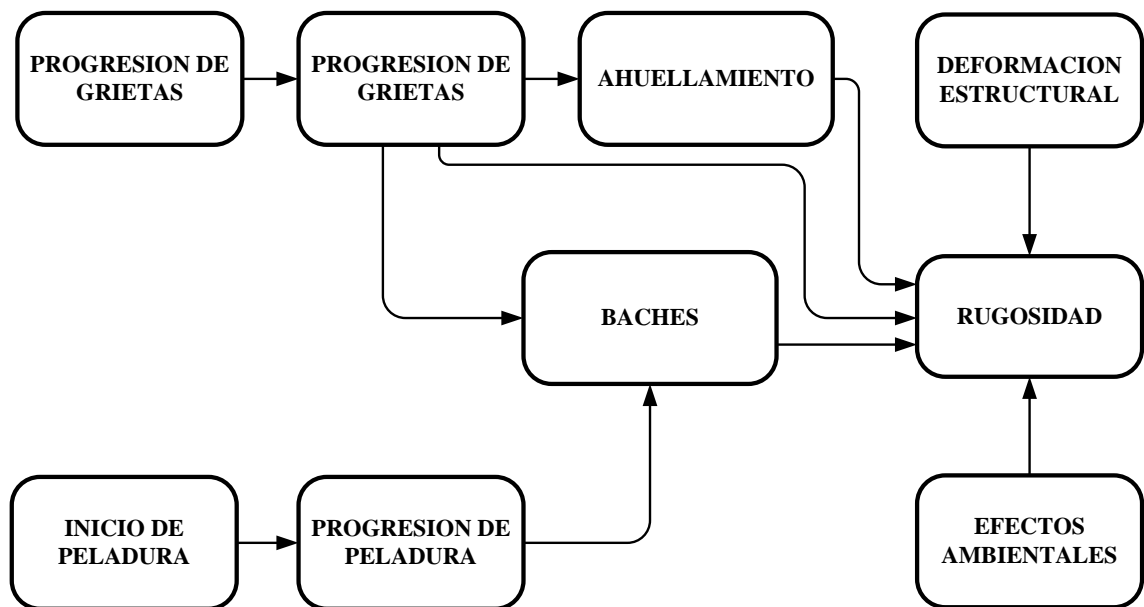 PROGRESION DE
GRIETAS
PROGRESION DE
GRIETAS
AHUELLAMIENTO
DEFORMACION
ESTRUCTURAL
BACHES
RUGOSIDAD
INICIO DE
PELADURA
PROGRESION DE
PELADURA
EFECTOS
AMBIENTALES